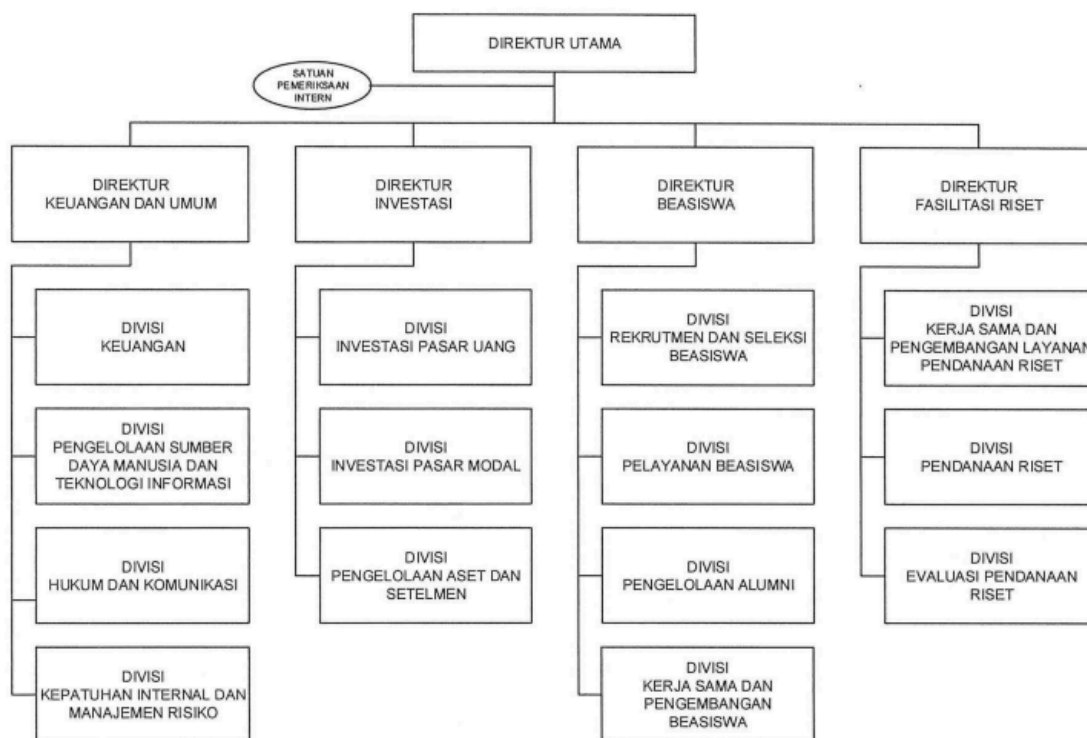 DIREKTUR UTAMA
SATUAN
PEMERIKSAAN
INTERN
DIREKTUR
KEUANGAN DAN UMUM
DIREKTUR
INVESTASI
DIREKTUR
BEASISWA
DIREKTUR
FASILITASI RISET
DIVISI
KEUANGAN
DIVISI
INVESTASI PASAR UANG
DIVISI
REKRUTMEN DAN SELEKSI
BEASISWA
DIVISI
KERJA SAMA DAN
PENGEMBANGAN LAYANAN
PENDANAAN RISET
DIVISI
PENGELOLAAN SUMBER
DAYA MANUSIA DAN
TEKNOLOGI INFORMASI
DIVISI
INVESTASI PASAR MODAL
DIVISI
PELAYANAN BEASISWA
DIVISI
PENDANAAN RISET
DIVISI
HUKUM DAN KOMUNIKASI
DIVISI
PENGELOLAAN ASET DAN
SETELMEN
DIVISI
PENGELOLAAN ALUMNI
DIVISI
EVALUASI PENDANAAN
RISET
DIVISI
KEPATUHAN INTERNAL DAN
MANAJEMEN RISIKO
DIVISI
KERJA SAMA DAN
PENGEMBANGAN
BEASISWA